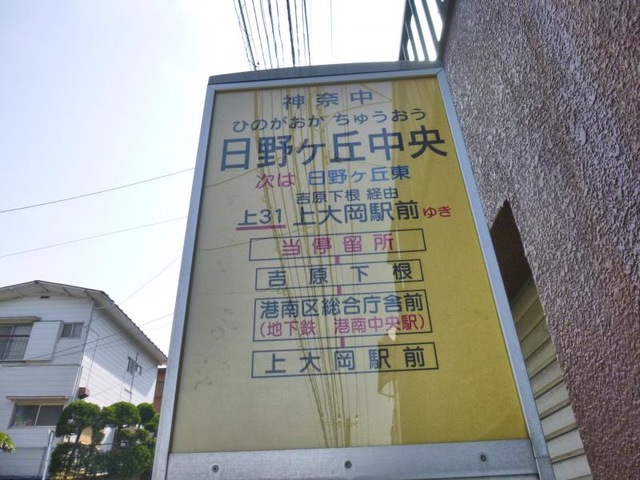 神奈中
ひのがおかちゅうおう
日野ヶ丘中央
次は 日野ヶ丘東
吉原下根 経由
上31 上大岡駅前 ゆき
当停留所
吉原下根
港南区総合庁舎前
(地下鉄 港南中央駅)
上大岡駅前